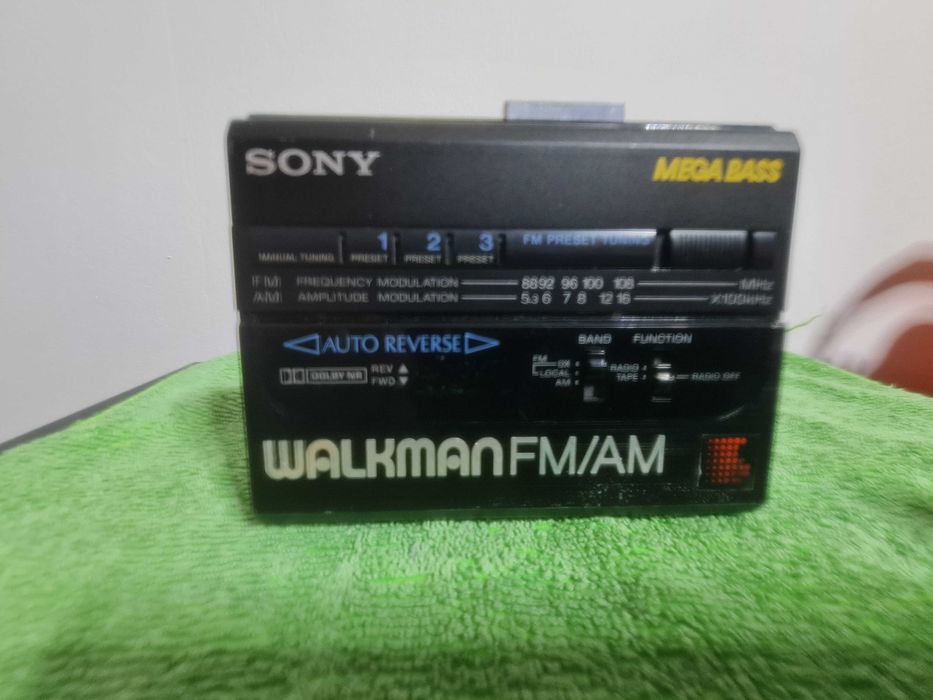 SONY
MEGA BASS
MANUAL TUNING
1 2 3
PRESET PRESET PRESET
FM PRESET TUNING
FM FREQUENCY MODULATION 88 92 96 100 108 MHz
AM AMPLITUDE MODULATION 5.3 6 7 8 12 16 X100kHz
AUTO REVERSE
DOLBY NR
REV ▲
FWD ▼
BAND
FM
DX
LOCAL
AM
FUNCTION
RADIO
TAPE
RADIO OFF
WALKMAN FM/AM